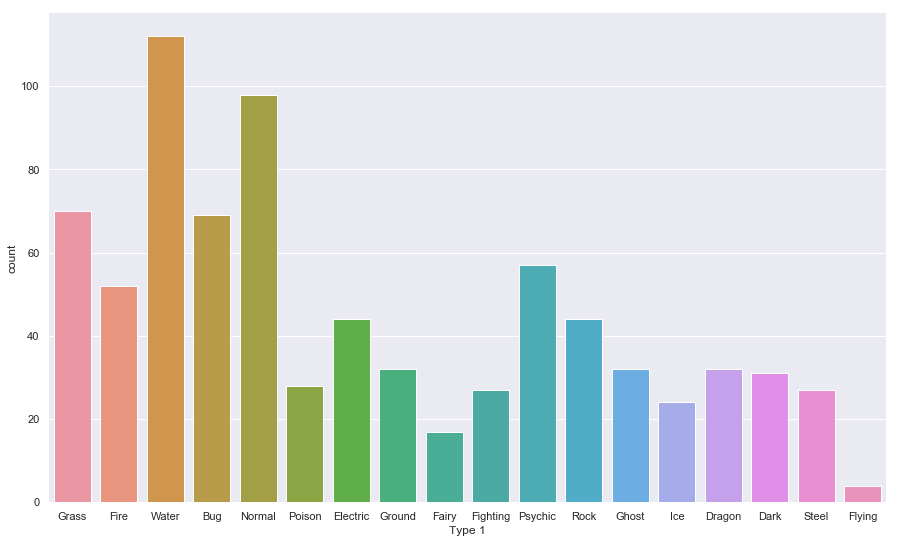 count
100
80
60
40
20
0
Grass Fire Water Bug Normal Poison Electric Ground Fairy Fighting Psychic Rock Ghost Ice Dragon Dark Steel Flying
Type 1